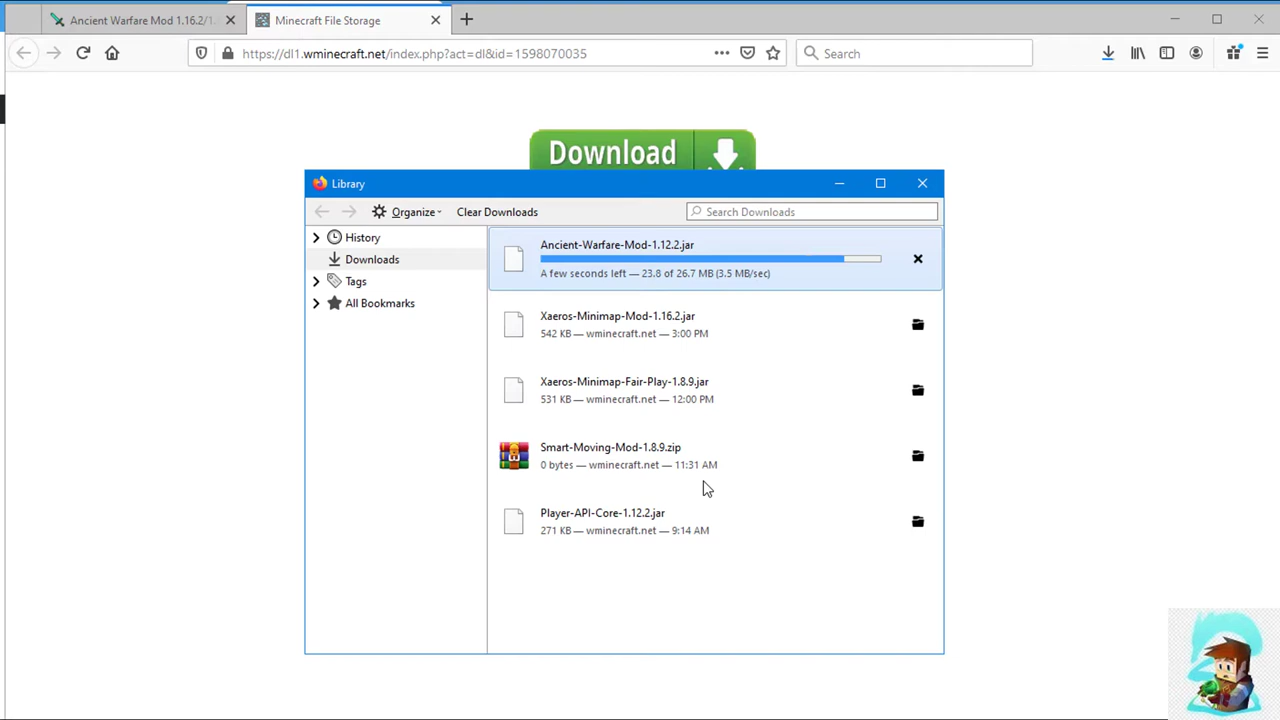 Ancient Warfare Mod 1.16.2/1.
Minecraft File Storage
https://dl1.wminecraft.net/index.php?act=dl&id=1598070035
Search
Download
Library
Organize
Clear Downloads
Search Downloads
History
Downloads
Tags
All Bookmarks
Ancient-Warfare-Mod-1.12.2.jar
A few seconds left — 23.8 of 26.7 MB (3.5 MB/sec)
Xaeros-Minimap-Mod-1.16.2.jar
542 KB — wminecraft.net — 3:00 PM
Xaeros-Minimap-Fair-Play-1.8.9.jar
531 KB — wminecraft.net — 12:00 PM
Smart-Moving-Mod-1.8.9.zip
0 bytes — wminecraft.net — 11:31 AM
Player-API-Core-1.12.2.jar
271 KB — wminecraft.net — 9:14 AM